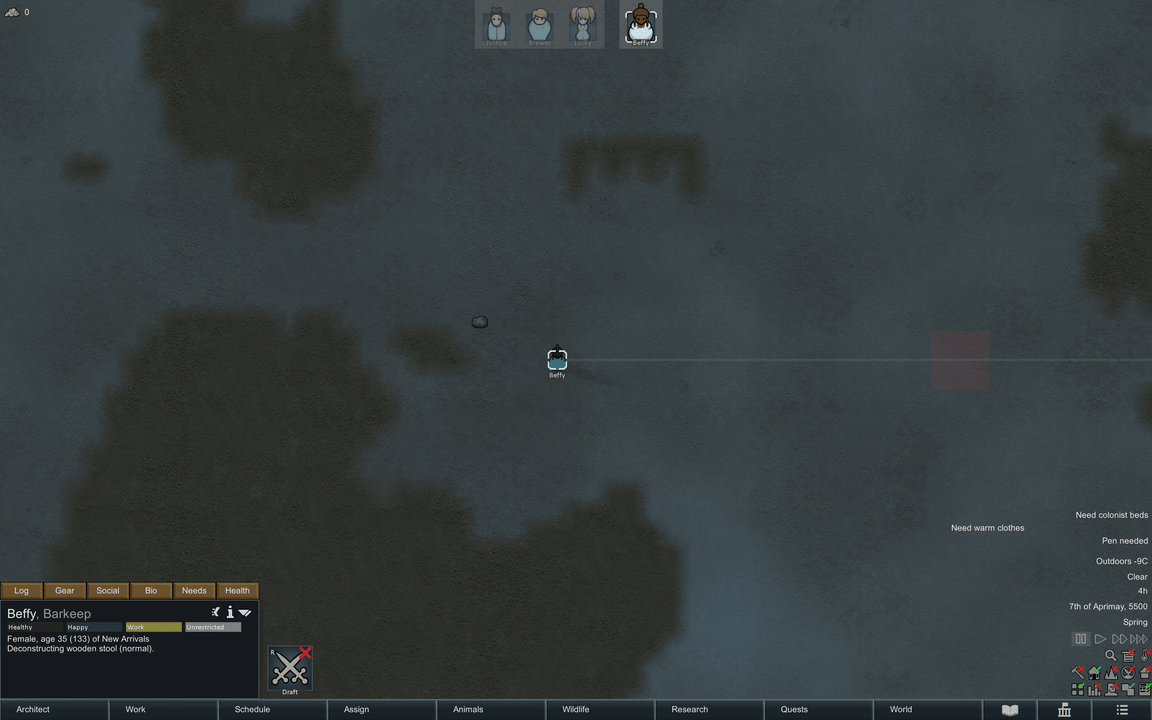 0
Justice
Brewer
Lucky
Beffy
Beffy
Need colonist beds
Need warm clothes
Pen needed
Outdoors -9C
Clear
4h
7th of Aprimay, 5500
Spring
Log Gear Social Bio Needs Health
Beffy, Barkeep
Healthy Happy Work Unrestricted
Female, age 35 (133) of New Arrivals
Deconstructing wooden stool (normal).
R
Draft
Architect Work Schedule Assign Animals Wildlife Research Quests World